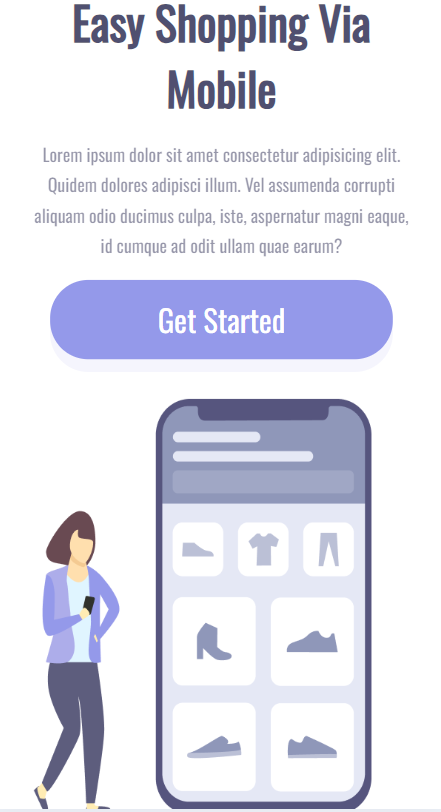 Easy Shopping Via
Mobile
Lorem ipsum dolor sit amet consectetur adipisicing elit.
Quidem dolores adipisci illum. Vel assumenda corrupti
aliquam odio ducimus culpa, iste, aspernatur magni eaque,
id cumque ad odit ullam quae earum?
Get Started